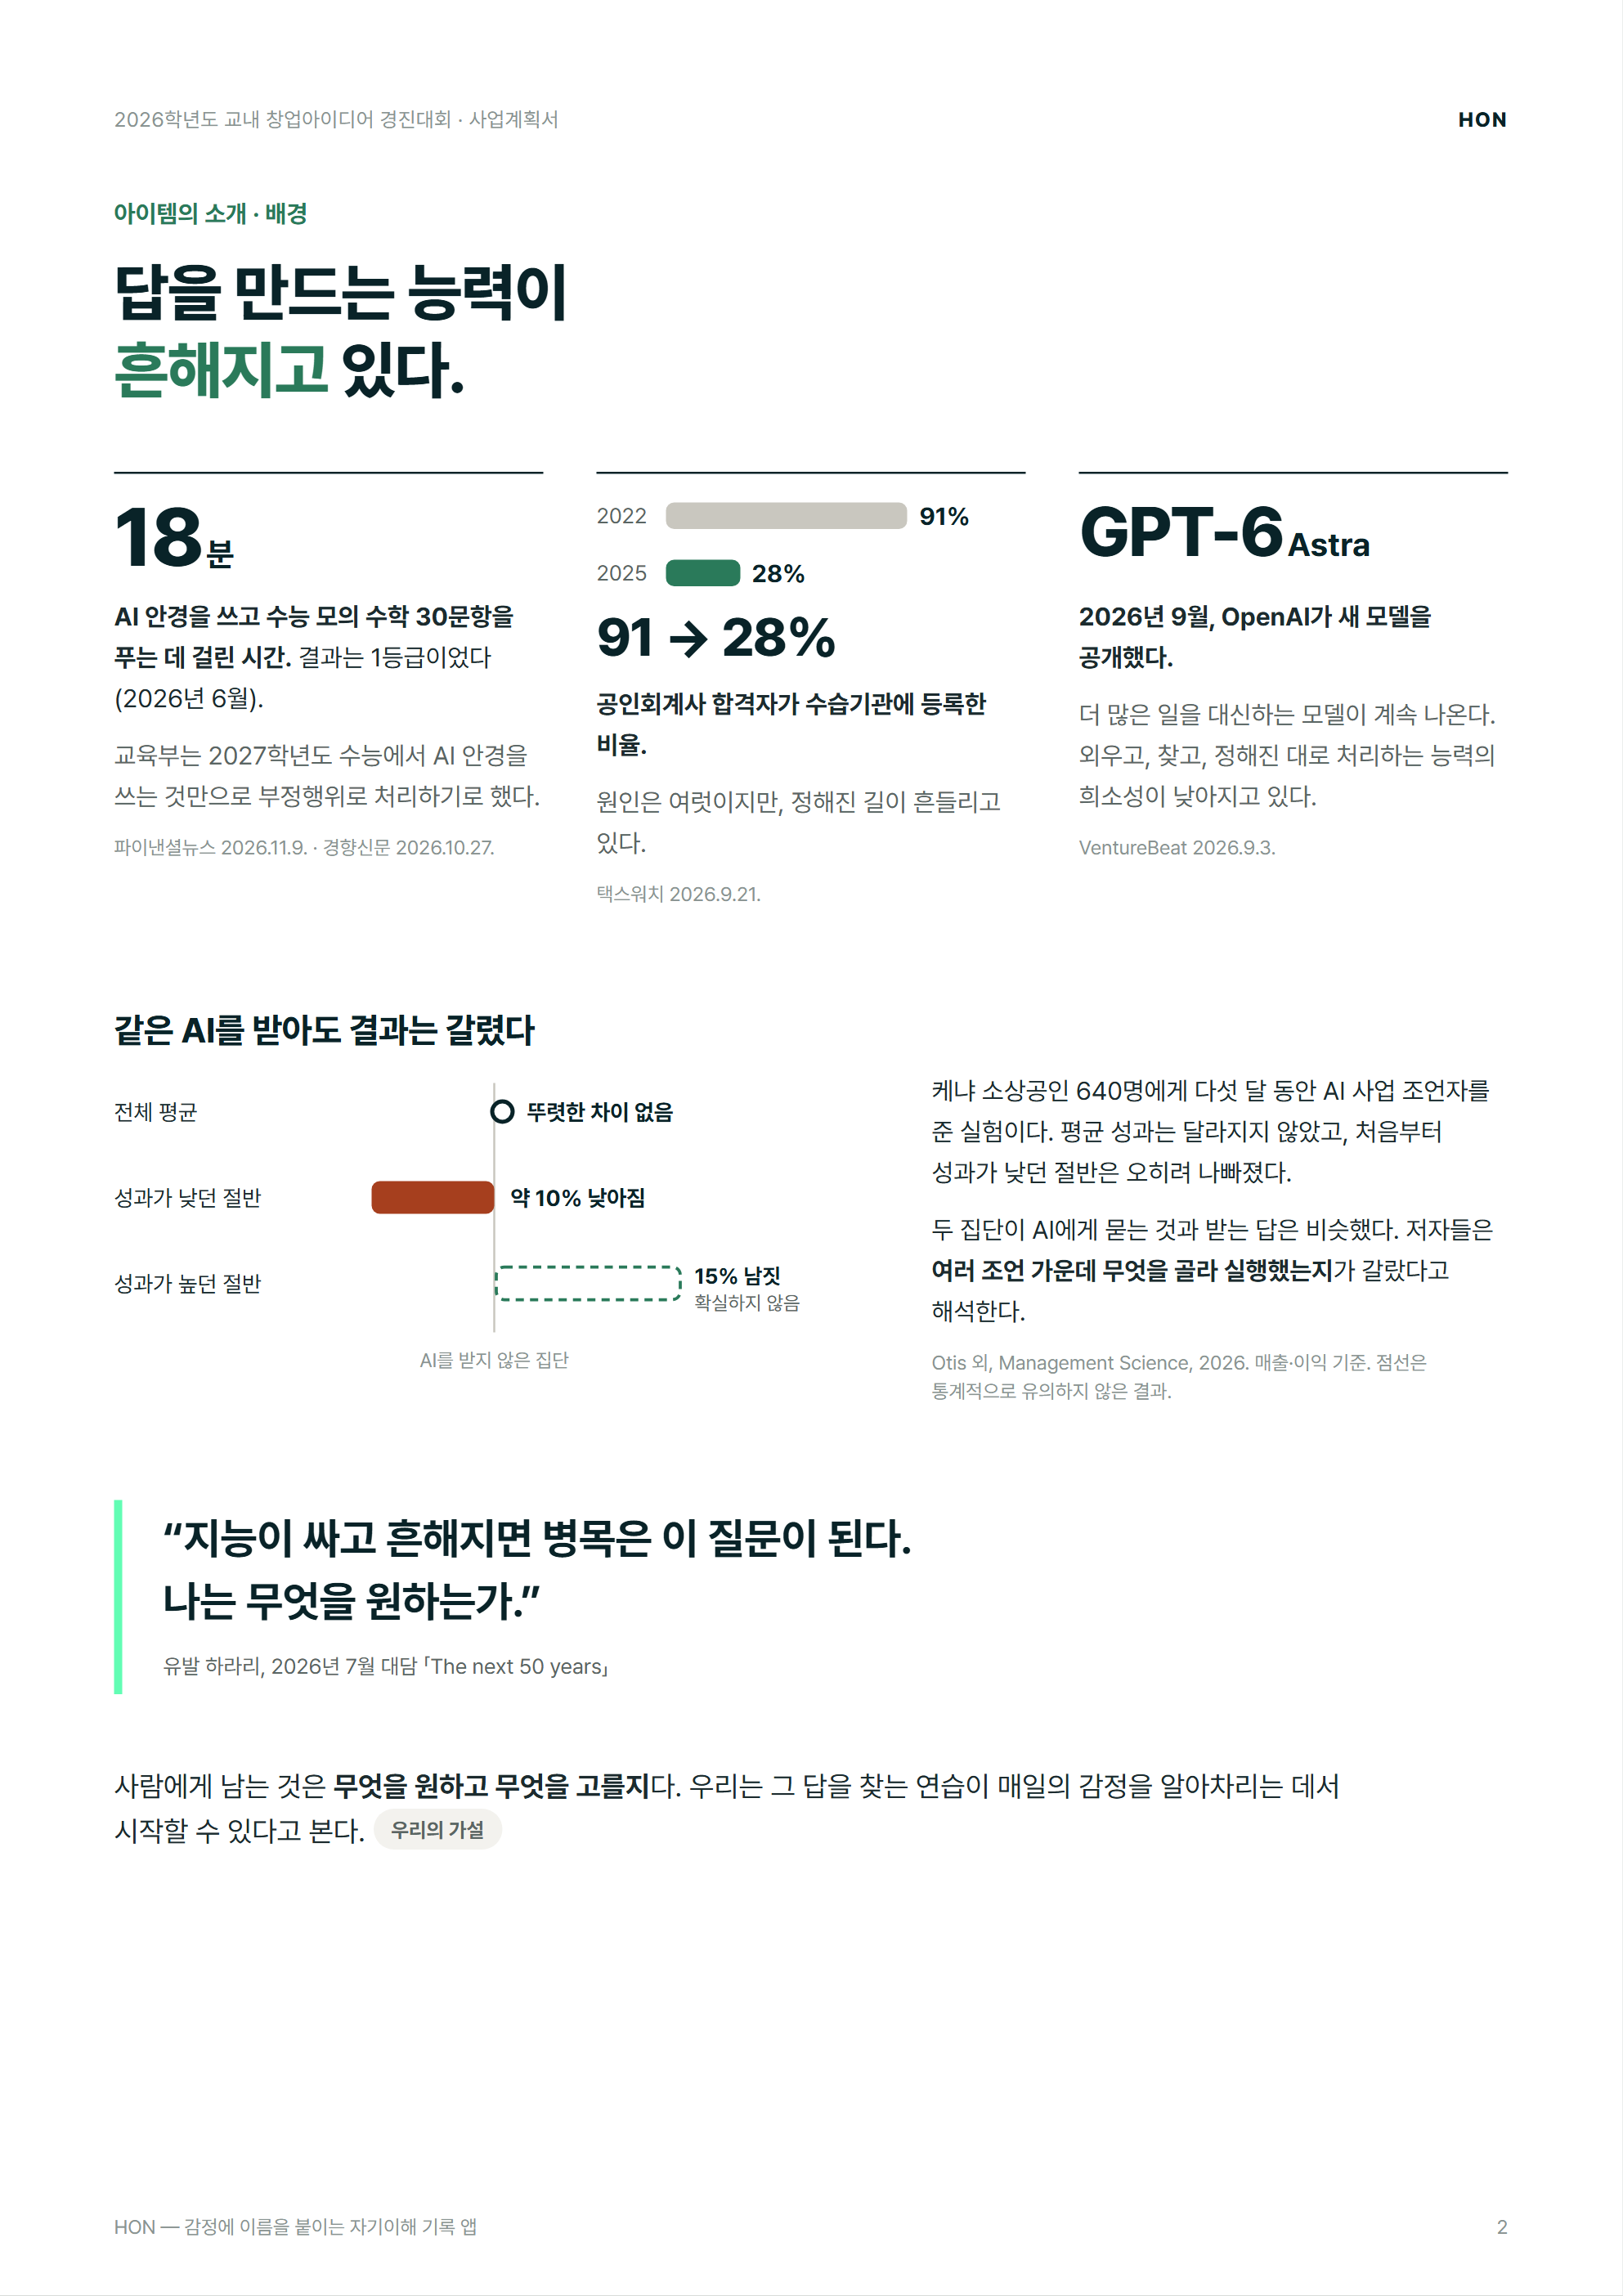 2026학년도 교내 창업아이디어 경진대회 · 사업계획서
HON
아이템의 소개 · 배경
답을 만드는 능력이
흔해지고 있다.
18분
AI 안경을 쓰고 수능 모의 수학 30문항을
푸는 데 걸린 시간. 결과는 1등급이었다
(2026년 6월).
교육부는 2027학년도 수능에서 AI 안경을
쓰는 것만으로 부정행위로 처리하기로 했다.
파이낸셜뉴스 2026.11.9. · 경향신문 2026.10.27.
2022 91%
2025 28%
91 → 28%
공인회계사 합격자가 수습기관에 등록한
비율.
원인은 여럿이지만, 정해진 길이 흔들리고
있다.
택스워치 2026.9.21.
GPT-6 Astra
2026년 9월, OpenAI가 새 모델을
공개했다.
더 많은 일을 대신하는 모델이 계속 나온다.
외우고, 찾고, 정해진 대로 처리하는 능력의
희소성이 낮아지고 있다.
VentureBeat 2026.9.3.
같은 AI를 받아도 결과는 갈렸다
전체 평균 뚜렷한 차이 없음
성과가 낮던 절반 약 10% 낮아짐
성과가 높던 절반 15% 남짓
확실하지 않음
AI를 받지 않은 집단
케냐 소상공인 640명에게 다섯 달 동안 AI 사업 조언자를
준 실험이다. 평균 성과는 달라지지 않았고, 처음부터
성과가 낮던 절반은 오히려 나빠졌다.
두 집단이 AI에게 묻는 것과 받는 답은 비슷했다. 저자들은
여러 조언 가운데 무엇을 골라 실행했는지가 갈랐다고
해석한다.
Otis 외, Management Science, 2026. 매출·이익 기준. 점선은
통계적으로 유의하지 않은 결과.
“지능이 싸고 흔해지면 병목은 이 질문이 된다.
나는 무엇을 원하는가.”
유발 하라리, 2026년 7월 대담 「The next 50 years」
사람에게 남는 것은 무엇을 원하고 무엇을 고를지다. 우리는 그 답을 찾는 연습이 매일의 감정을 알아차리는 데서
시작할 수 있다고 본다. 우리의 가설
HON — 감정에 이름을 붙이는 자기이해 기록 앱
2